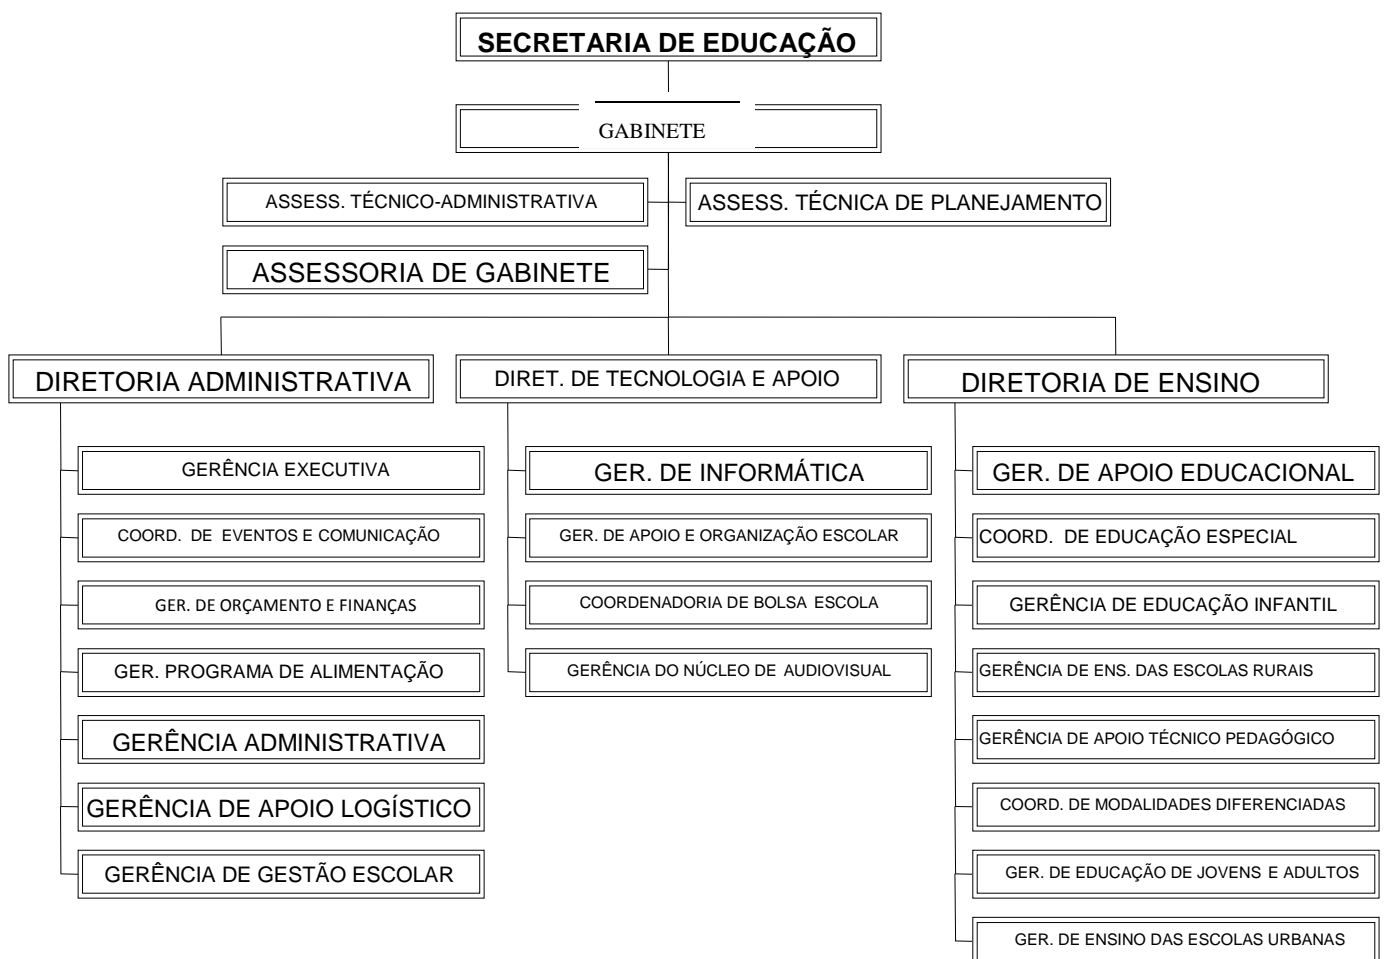 SECRETARIA DE EDUCAÇÃO
GABINETE
ASSESS. TÉCNICO-ADMINISTRATIVA
ASSESS. TÉCNICA DE PLANEJAMENTO
ASSESSORIA DE GABINETE
DIRETORIA ADMINISTRATIVA
GERÊNCIA EXECUTIVA
COORD. DE EVENTOS E COMUNICAÇÃO
GER. DE ORÇAMENTO E FINANÇAS
GER. PROGRAMA DE ALIMENTAÇÃO
GERÊNCIA ADMINISTRATIVA
GERÊNCIA DE APOIO LOGÍSTICO
GERÊNCIA DE GESTÃO ESCOLAR
DIRET. DE TECNOLOGIA E APOIO
GER. DE INFORMÁTICA
GER. DE APOIO E ORGANIZAÇÃO ESCOLAR
COORDENADORIA DE BOLSA ESCOLA
GERÊNCIA DO NÚCLEO DE AUDIOVISUAL
DIRETORIA DE ENSINO
GER. DE APOIO EDUCACIONAL
COORD. DE EDUCAÇÃO ESPECIAL
GERÊNCIA DE EDUCAÇÃO INFANTIL
GERÊNCIA DE ENS. DAS ESCOLAS RURAIS
GERÊNCIA DE APOIO TÉCNICO PEDAGÓGICO
COORD. DE MODALIDADES DIFERENCIADAS
GER. DE EDUCAÇÃO DE JOVENS E ADULTOS
GER. DE ENSINO DAS ESCOLAS URBANAS